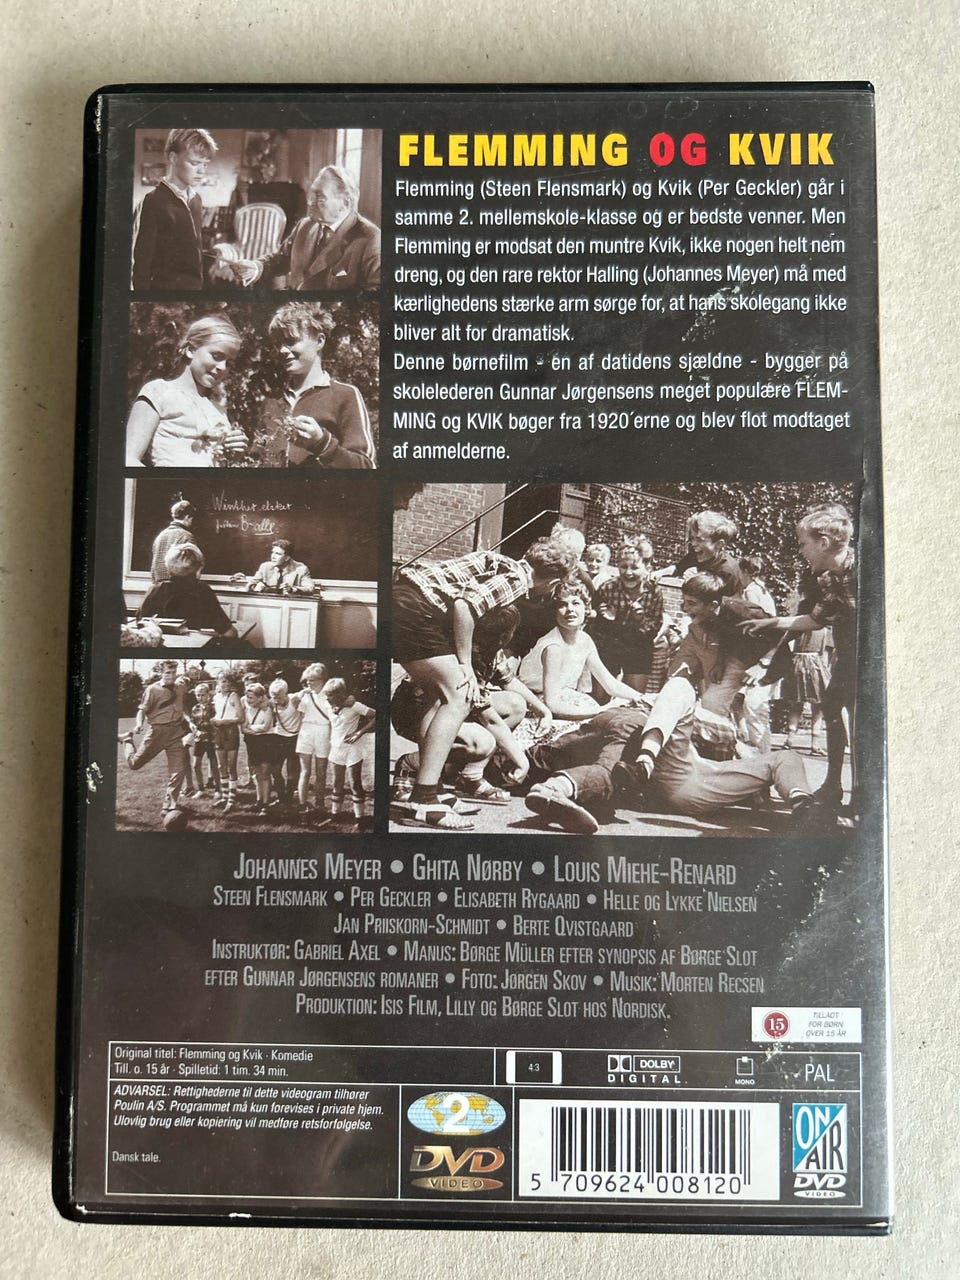 FLEMMING OG KVIK
Flemming (Steen Flensmark) og Kvik (Per Geckler) går i
samme 2. mellemskole-klasse og er bedste venner. Men
Flemming er modsat den muntre Kvik, ikke nogen helt nem
dreng, og den rare rektor Halling (Johannes Meyer) må med
kærlighedens stærke arm sørge for, at hans skolegang ikke
bliver alt for dramatisk.
Denne børnefilm - en af datidens sjældne - bygger på
skolelederen Gunnar Jørgensens meget populære FLEM-
MING og KVIK bøger fra 1920´erne og blev flot modtaget
af anmelderne.
Winther elsker
frøken Balle
JOHANNES MEYER • GHITA NØRBY • LOUIS MIEHE-RENARD
STEEN FLENSMARK • PER GECKLER • ELISABETH RYGAARD • HELLE OG LYKKE NIELSEN
JAN PRIISKORN-SCHMIDT • BERTE QVISTGAARD
INSTRUKTØR: GABRIEL AXEL • MANUS: BØRGE MÜLLER EFTER SYNOPSIS AF BØRGE SLOT
EFTER GUNNAR JØRGENSENS ROMANER • FOTO: JØRGEN SKOV • MUSIK: MORTEN RECSEN
PRODUKTION: ISIS FILM, LILLY OG BØRGE SLOT HOS NORDISK.
15
TILLADT
FOR BØRN
OVER 15 ÅR
Original titel: Flemming og Kvik · Komedie
Till. o. 15 år · Spilletid: 1 tim. 34 min.
4:3
DOLBY
DIGITAL
MONO
PAL
ADVARSEL: Rettighederne til dette videogram tilhører
Poulin A/S. Programmet må kun forevises i private hjem.
Ulovlig brug eller kopiering vil medføre retsforfølgelse.
Dansk tale.
2
DVD
VIDEO
5 709624 008120
ON
AIR
DVD
VIDEO